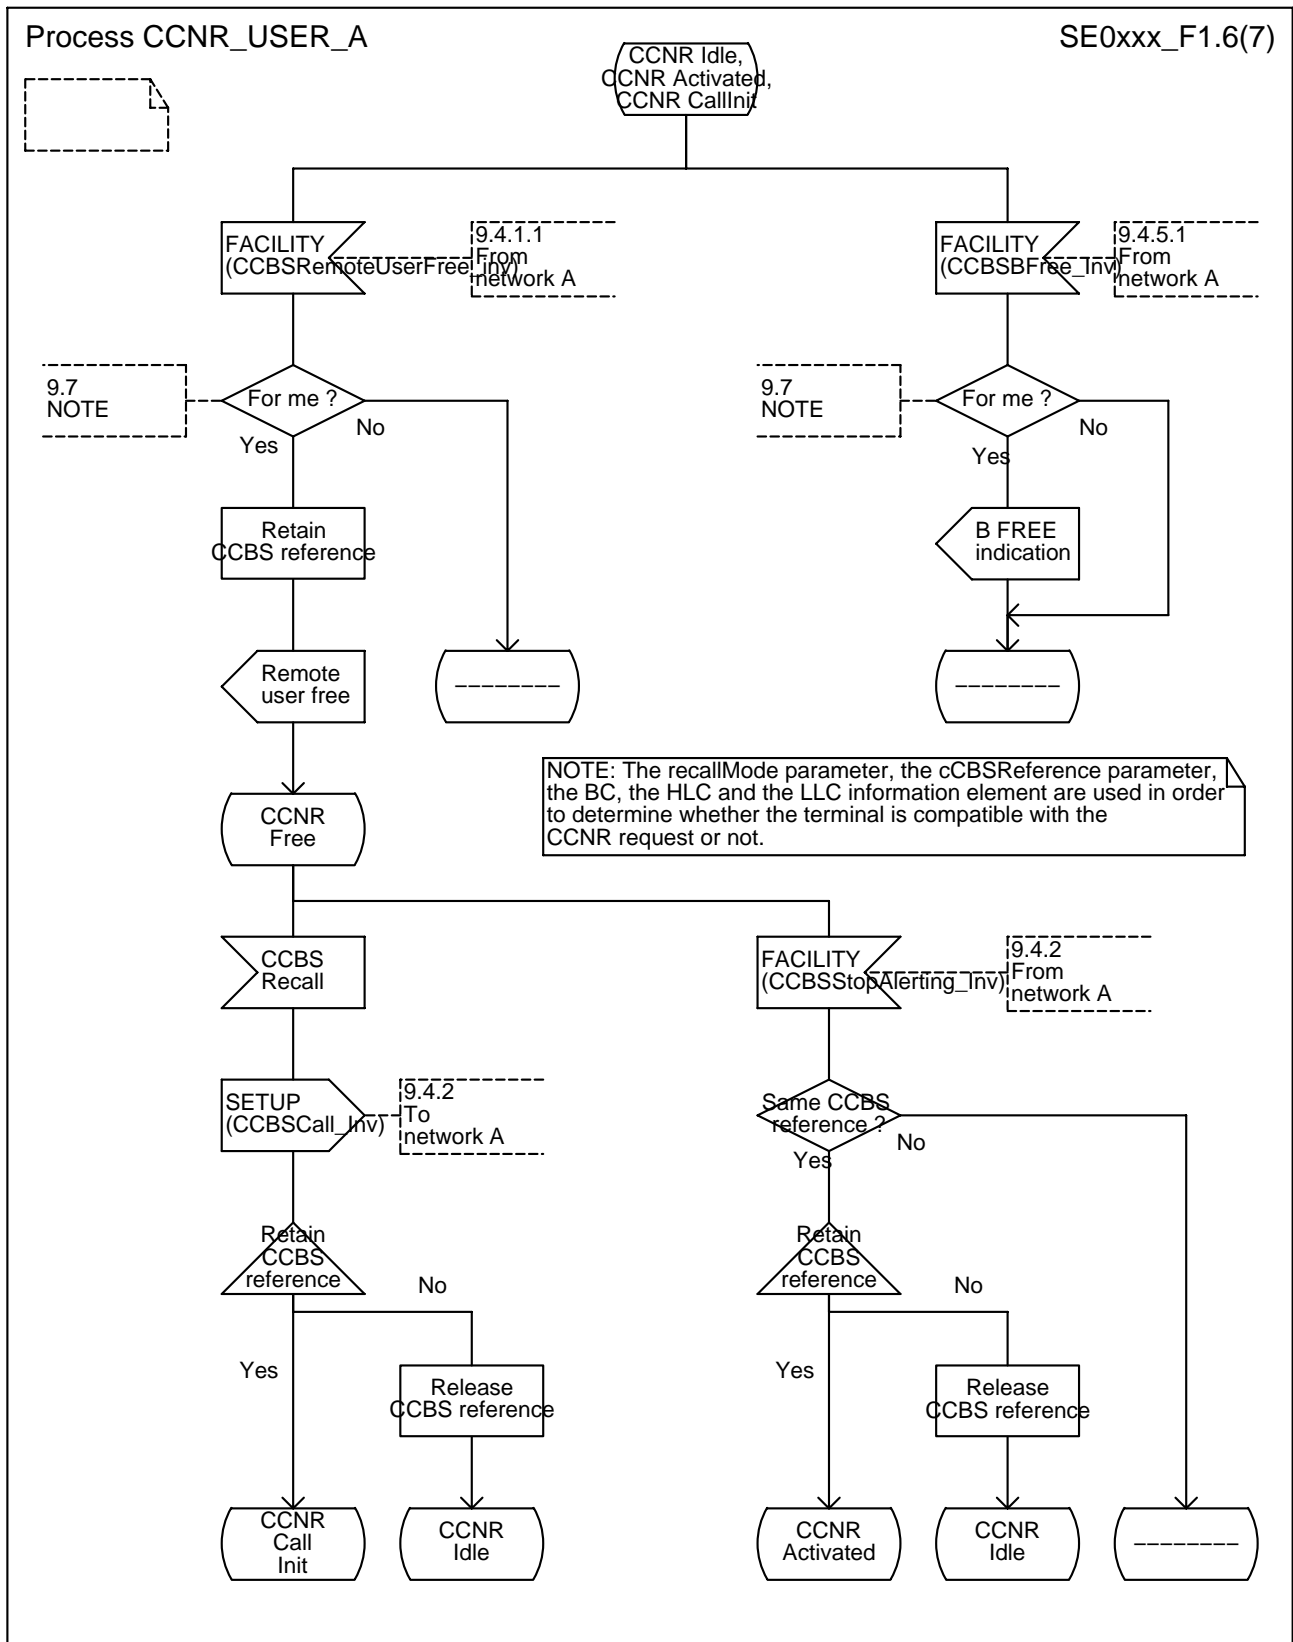 Process CCNR_USER_A
SE0xxx_F1.6(7)
CCNR Idle,
CCNR Activated,
CCNR CallInit
FACILITY
(CCBSRemoteUserFree_Inv)
9.4.1.1
From
network A
FACILITY
(CCBSBFree_Inv)
9.4.5.1
From
network A
9.7
NOTE
For me ?
No
Yes
9.7
NOTE
For me ?
No
Yes
Retain
CCBS reference
B FREE
indication
Remote
user free
--------
--------
NOTE: The recallMode parameter, the cCBSReference parameter,
the BC, the HLC and the LLC information element are used in order
to determine whether the terminal is compatible with the
CCNR request or not.
CCNR
Free
CCBS
Recall
FACILITY
(CCBSStopAlerting_Inv)
9.4.2
From
network A
SETUP
(CCBSCall_Inv)
9.4.2
To
network A
Same CCBS
reference ?
No
Yes
Retain
CCBS
reference
No
Yes
Retain
CCBS
reference
No
Yes
Release
CCBS reference
Release
CCBS reference
CCNR
Call
Init
CCNR
Idle
CCNR
Activated
CCNR
Idle
--------